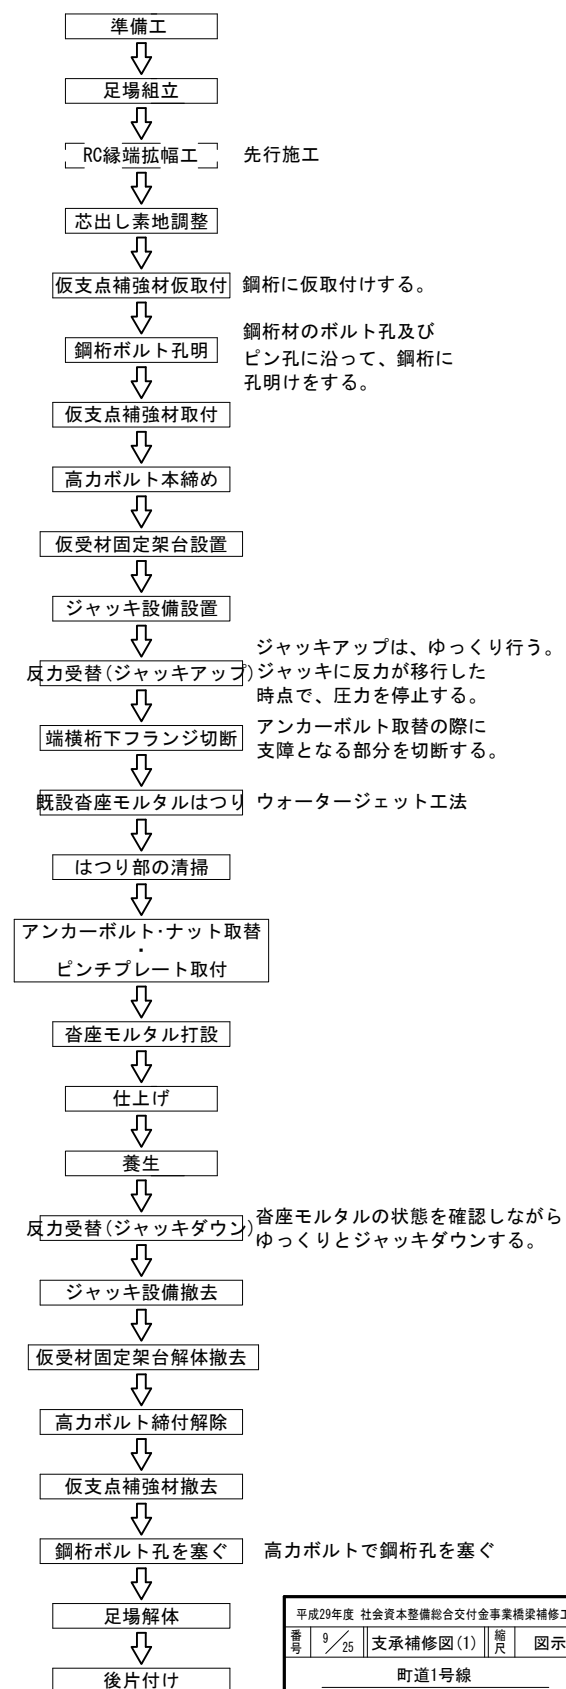 準備工
足場組立
RC縁端拡幅工 先行施工
芯出し素地調整
仮支点補強材仮取付 鋼桁に仮取付けする。
鋼桁ボルト孔明
鋼桁材のボルト孔及び
ピン孔に沿って、鋼桁に
孔明けをする。
仮支点補強材取付
高力ボルト本締め
仮受材固定架台設置
ジャッキ設備設置
反力受替(ジャッキアップ)
ジャッキアップは、ゆっくり行う。
ジャッキに反力が移行した
時点で、圧力を停止する。
端横桁下フランジ切断
アンカーボルト取替の際に
支障となる部分を切断する。
既設沓座モルタルはつり ウォータージェット工法
はつり部の清掃
アンカーボルト･ナット取替
・
ピンチプレート取付
沓座モルタル打設
仕上げ
養生
反力受替(ジャッキダウン)
沓座モルタルの状態を確認しながら
ゆっくりとジャッキダウンする。
ジャッキ設備撤去
仮受材固定架台解体撤去
高力ボルト締付解除
仮支点補強材撤去
鋼桁ボルト孔を塞ぐ 高力ボルトで鋼桁孔を塞ぐ
足場解体
後片付け
平成29年度 社会資本整備総合交付金事業橋梁補修工
番号 9/25 支承補修図(1) 縮尺 図示
町道1号線